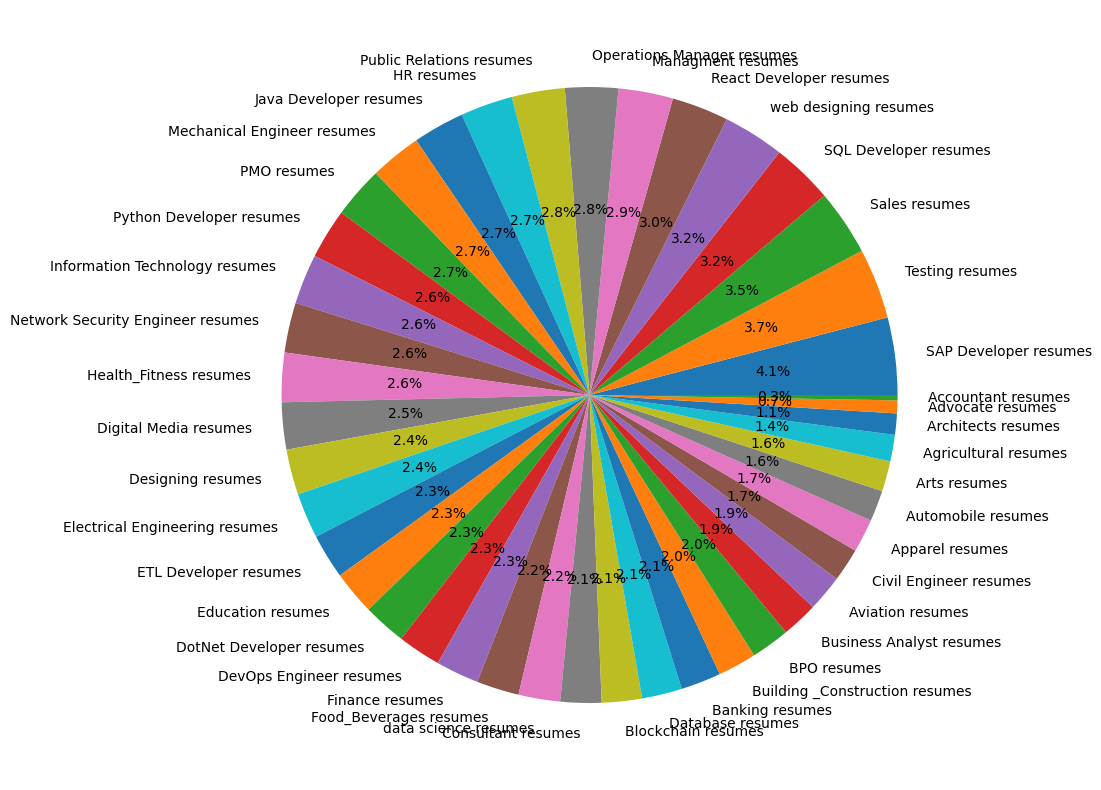 Operations Manager resumes
Managment resumes
Public Relations resumes
HR resumes
React Developer resumes
Java Developer resumes
web designing resumes
Mechanical Engineer resumes
SQL Developer resumes
PMO resumes
Sales resumes
Python Developer resumes
Testing resumes
Information Technology resumes
Network Security Engineer resumes
SAP Developer resumes
Health_Fitness resumes
Accountant resumes
Advocate resumes
Digital Media resumes
Architects resumes
Agricultural resumes
Designing resumes
Arts resumes
Electrical Engineering resumes
Automobile resumes
Apparel resumes
ETL Developer resumes
Civil Engineer resumes
Education resumes
Aviation resumes
DotNet Developer resumes
Business Analyst resumes
DevOps Engineer resumes
BPO resumes
Finance resumes
Building _Construction resumes
Food_Beverages resumes
Banking resumes
data science resumes
Database resumes
Consultant resumes
Blockchain resumes
4.1%
3.7%
3.5%
3.2%
3.2%
3.0%
2.9%
2.8%
2.8%
2.7%
2.7%
2.7%
2.7%
2.6%
2.6%
2.6%
2.6%
2.5%
2.4%
2.4%
2.3%
2.3%
2.3%
2.3%
2.3%
2.2%
2.2%
2.1%
2.1%
2.1%
2.1%
2.0%
2.0%
1.9%
1.9%
1.7%
1.7%
1.6%
1.6%
1.4%
1.1%
0.7%
0.3%